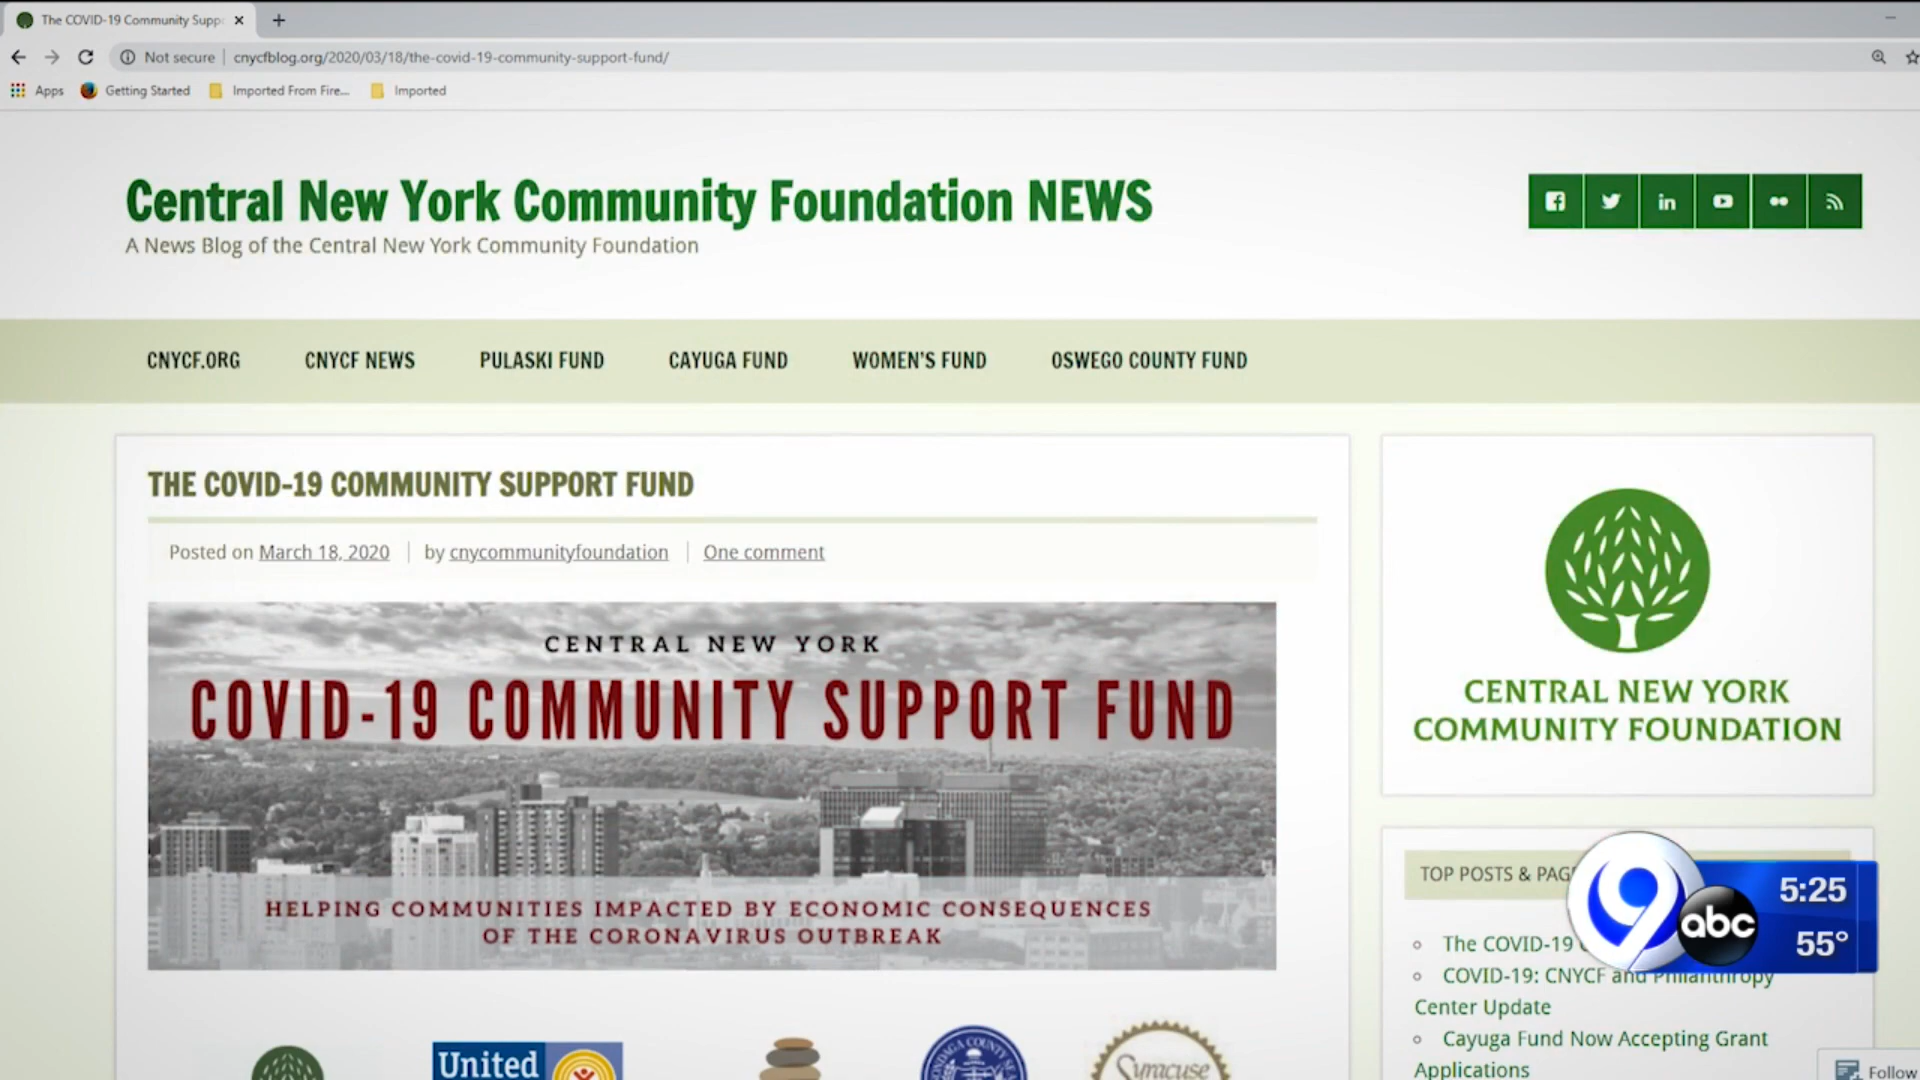 The COVID-19 Community Supp
Not secure
cnycfblog.org/2020/03/18/the-covid-19-community-support-fund/
Apps
Getting Started
Imported From Fire...
Imported
Central New York Community Foundation NEWS
A News Blog of the Central New York Community Foundation
CNYCF.ORG
CNYCF NEWS
PULASKI FUND
CAYUGA FUND
WOMEN'S FUND
OSWEGO COUNTY FUND
THE COVID-19 COMMUNITY SUPPORT FUND
Posted on March 18, 2020 | by cnycommunityfoundation | One comment
CENTRAL NEW YORK
COVID-19 COMMUNITY SUPPORT FUND
HELPING COMMUNITIES IMPACTED BY ECONOMIC CONSEQUENCES
OF THE CORONAVIRUS OUTBREAK
United
Syracuse
CENTRAL NEW YORK
COMMUNITY FOUNDATION
TOP POSTS & PAG
The COVID-19
COVID-19: CNYCF and Philanthropy
Center Update
Cayuga Fund Now Accepting Grant
Applications
9
abc
5:25
55°
Follow